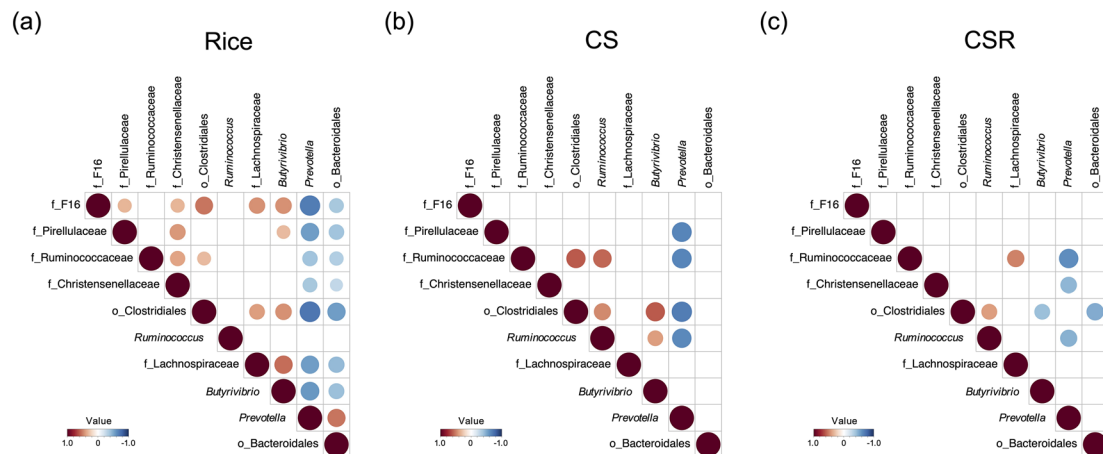 (a)
Rice
f_F16
f_Pirellulaceae
f_Ruminococcaceae
f_Christensenellaceae
o_Clostridiales
Ruminococcus
f_Lachnospiraceae
Butyrivibrio
Prevotella
o_Bacteroidales
f_F16
f_Pirellulaceae
f_Ruminococcaceae
f_Christensenellaceae
o_Clostridiales
Ruminococcus
f_Lachnospiraceae
Butyrivibrio
Prevotella
o_Bacteroidales
Value
1.0 0 -1.0
(b)
CS
f_F16
f_Pirellulaceae
f_Ruminococcaceae
f_Christensenellaceae
o_Clostridiales
Ruminococcus
f_Lachnospiraceae
Butyrivibrio
Prevotella
o_Bacteroidales
f_F16
f_Pirellulaceae
f_Ruminococcaceae
f_Christensenellaceae
o_Clostridiales
Ruminococcus
f_Lachnospiraceae
Butyrivibrio
Prevotella
o_Bacteroidales
Value
1.0 0 -1.0
(c)
CSR
f_F16
f_Pirellulaceae
f_Ruminococcaceae
f_Christensenellaceae
o_Clostridiales
Ruminococcus
f_Lachnospiraceae
Butyrivibrio
Prevotella
o_Bacteroidales
f_F16
f_Pirellulaceae
f_Ruminococcaceae
f_Christensenellaceae
o_Clostridiales
Ruminococcus
f_Lachnospiraceae
Butyrivibrio
Prevotella
o_Bacteroidales
Value
1.0 0 -1.0